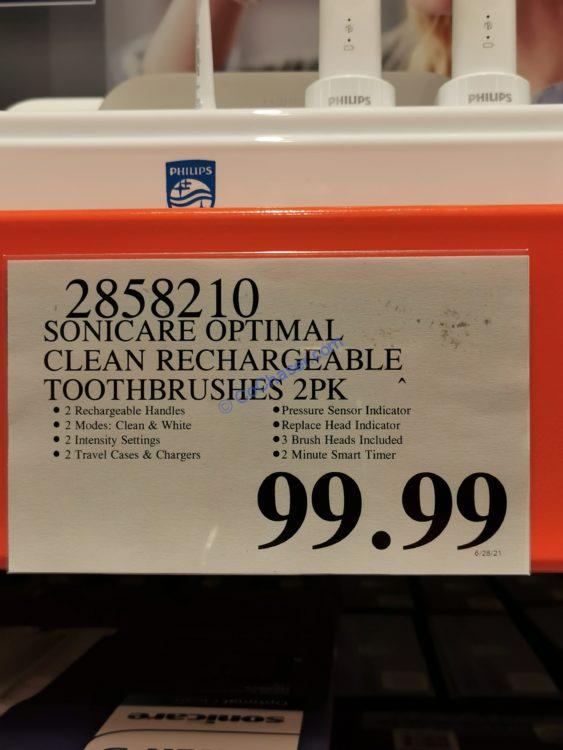 PHILIPS PHILIPS
PHILIPS
2858210
SONICARE OPTIMAL
CLEAN RECHARGEABLE
TOOTHBRUSHES 2PK ^
© CoChaser.com
• 2 Rechargeable Handles
• 2 Modes: Clean & White
• 2 Intensity Settings
• 2 Travel Cases & Chargers
• Pressure Sensor Indicator
• Replace Head Indicator
• 3 Brush Heads Included
• 2 Minute Smart Timer
99.99
6/28/21
sonicare